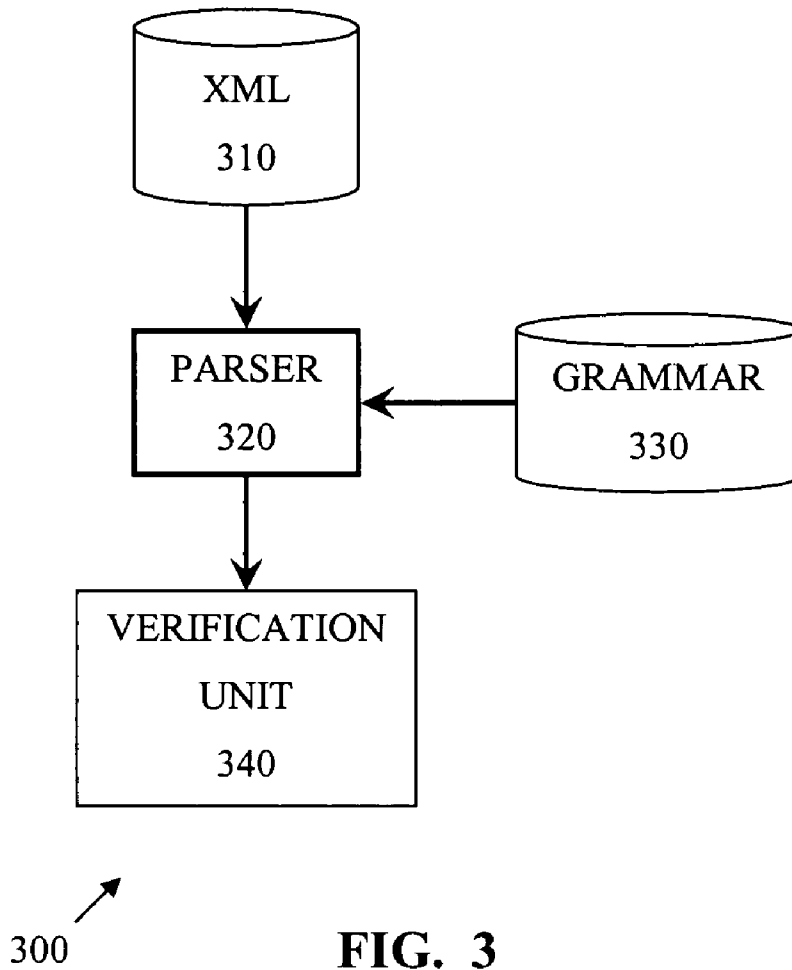 XML
310
PARSER
320
GRAMMAR
330
VERIFICATION
UNIT
340
300
FIG. 3